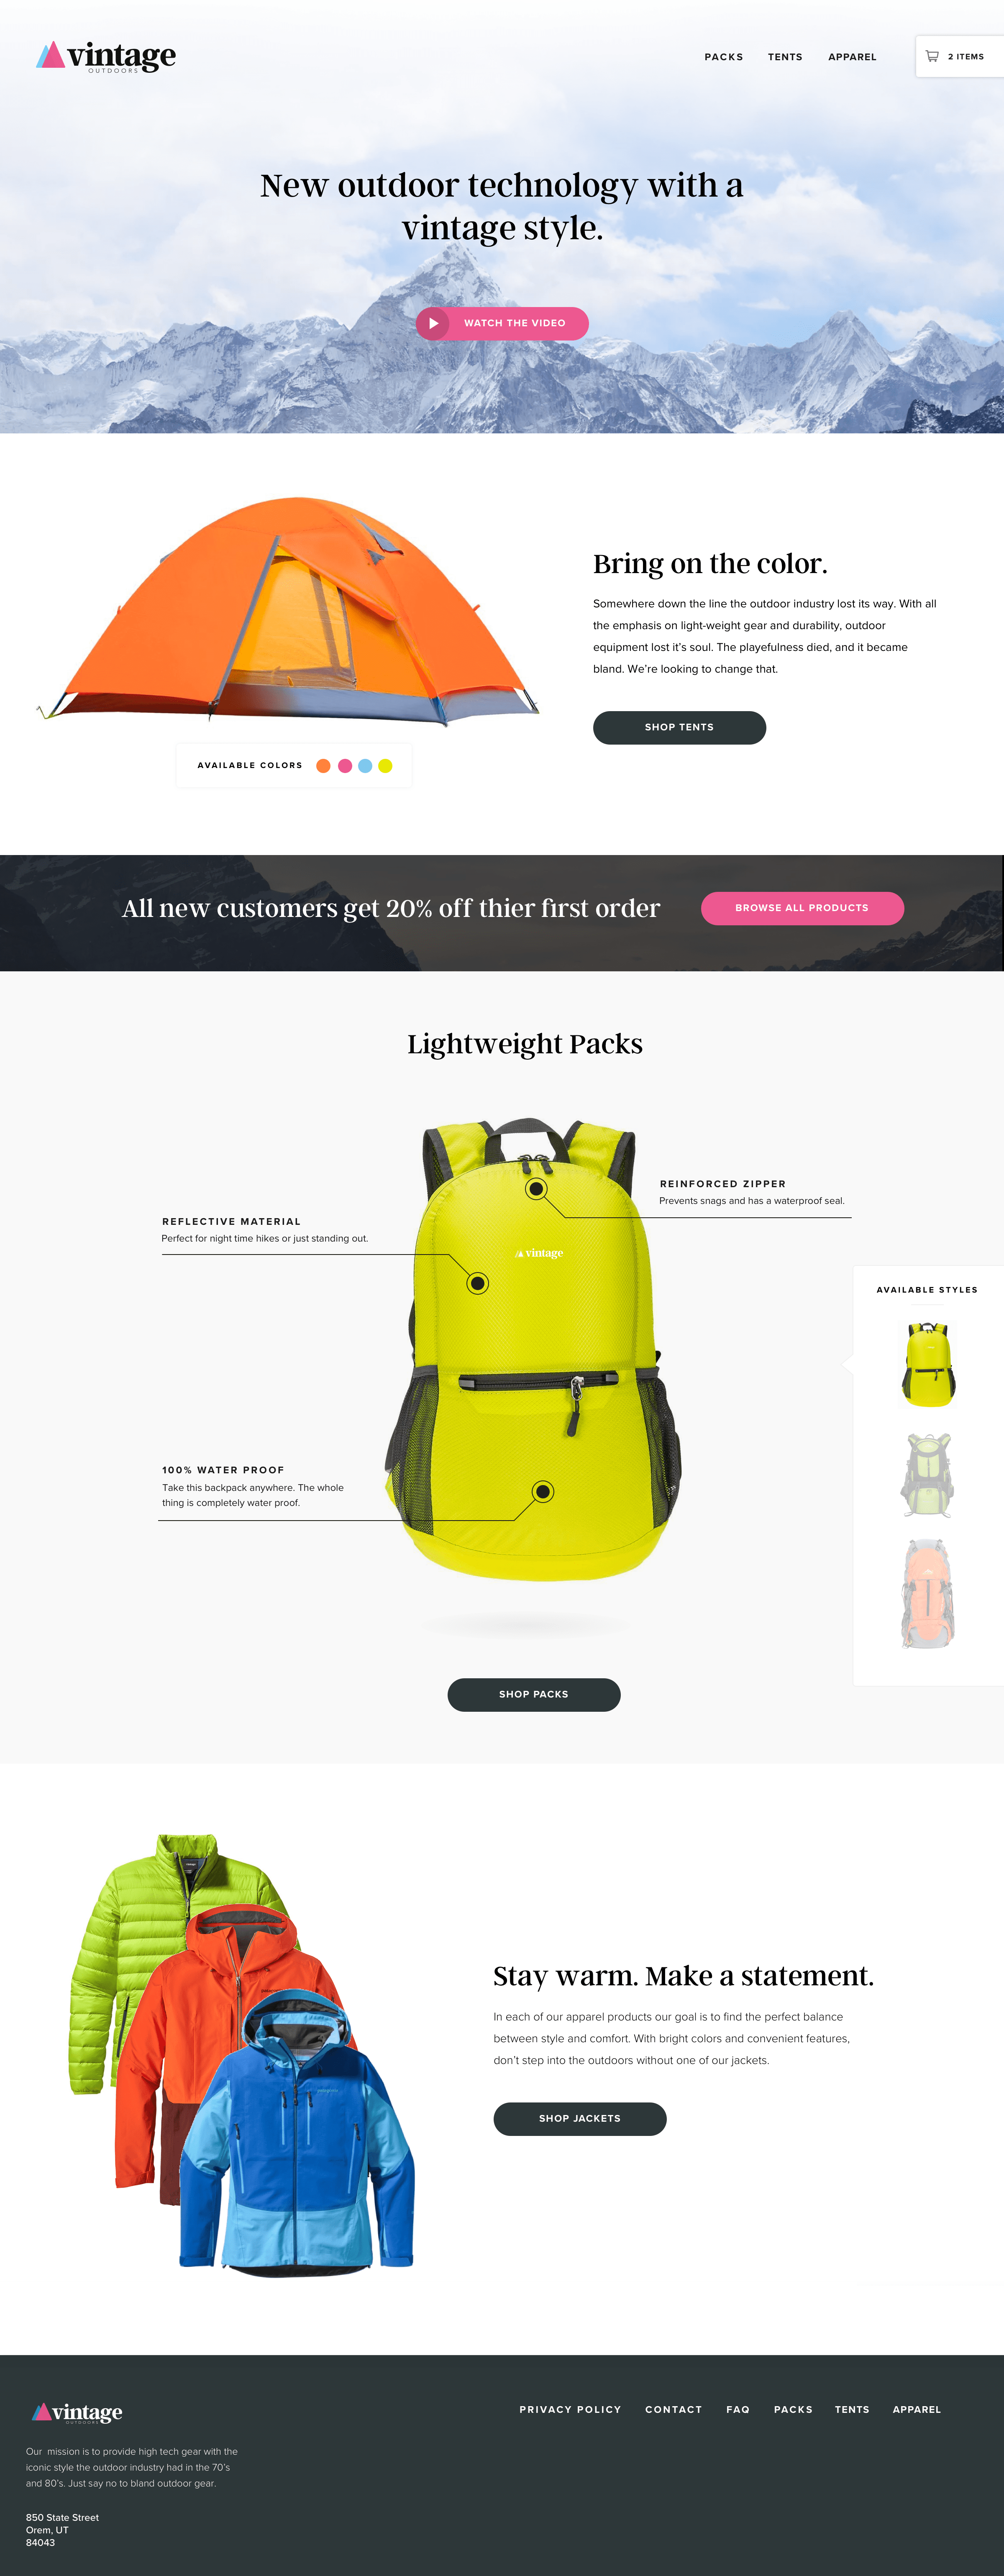 vintage
OUTDOORS
PACKS TENTS APPAREL 2 ITEMS
New outdoor technology with a
vintage style.
WATCH THE VIDEO
Bring on the color.
Somewhere down the line the outdoor industry lost its way. With all
the emphasis on light-weight gear and durability, outdoor
equipment lost it's soul. The playefulness died, and it became
bland. We're looking to change that.
SHOP TENTS
AVAILABLE COLORS
All new customers get 20% off thier first order
BROWSE ALL PRODUCTS
Lightweight Packs
REINFORCED ZIPPER
Prevents snags and has a waterproof seal.
REFLECTIVE MATERIAL
Perfect for night time hikes or just standing out.
vintage
AVAILABLE STYLES
100% WATER PROOF
Take this backpack anywhere. The whole
thing is completely water proof.
SHOP PACKS
Stay warm. Make a statement.
In each of our apparel products our goal is to find the perfect balance
between style and comfort. With bright colors and convenient features,
don't step into the outdoors without one of our jackets.
SHOP JACKETS
vintage
OUTDOORS
PRIVACY POLICY CONTACT FAQ PACKS TENTS APPAREL
Our  mission is to provide high tech gear with the
iconic style the outdoor industry had in the 70's
and 80's. Just say no to bland outdoor gear.
850 State Street
Orem, UT
84043